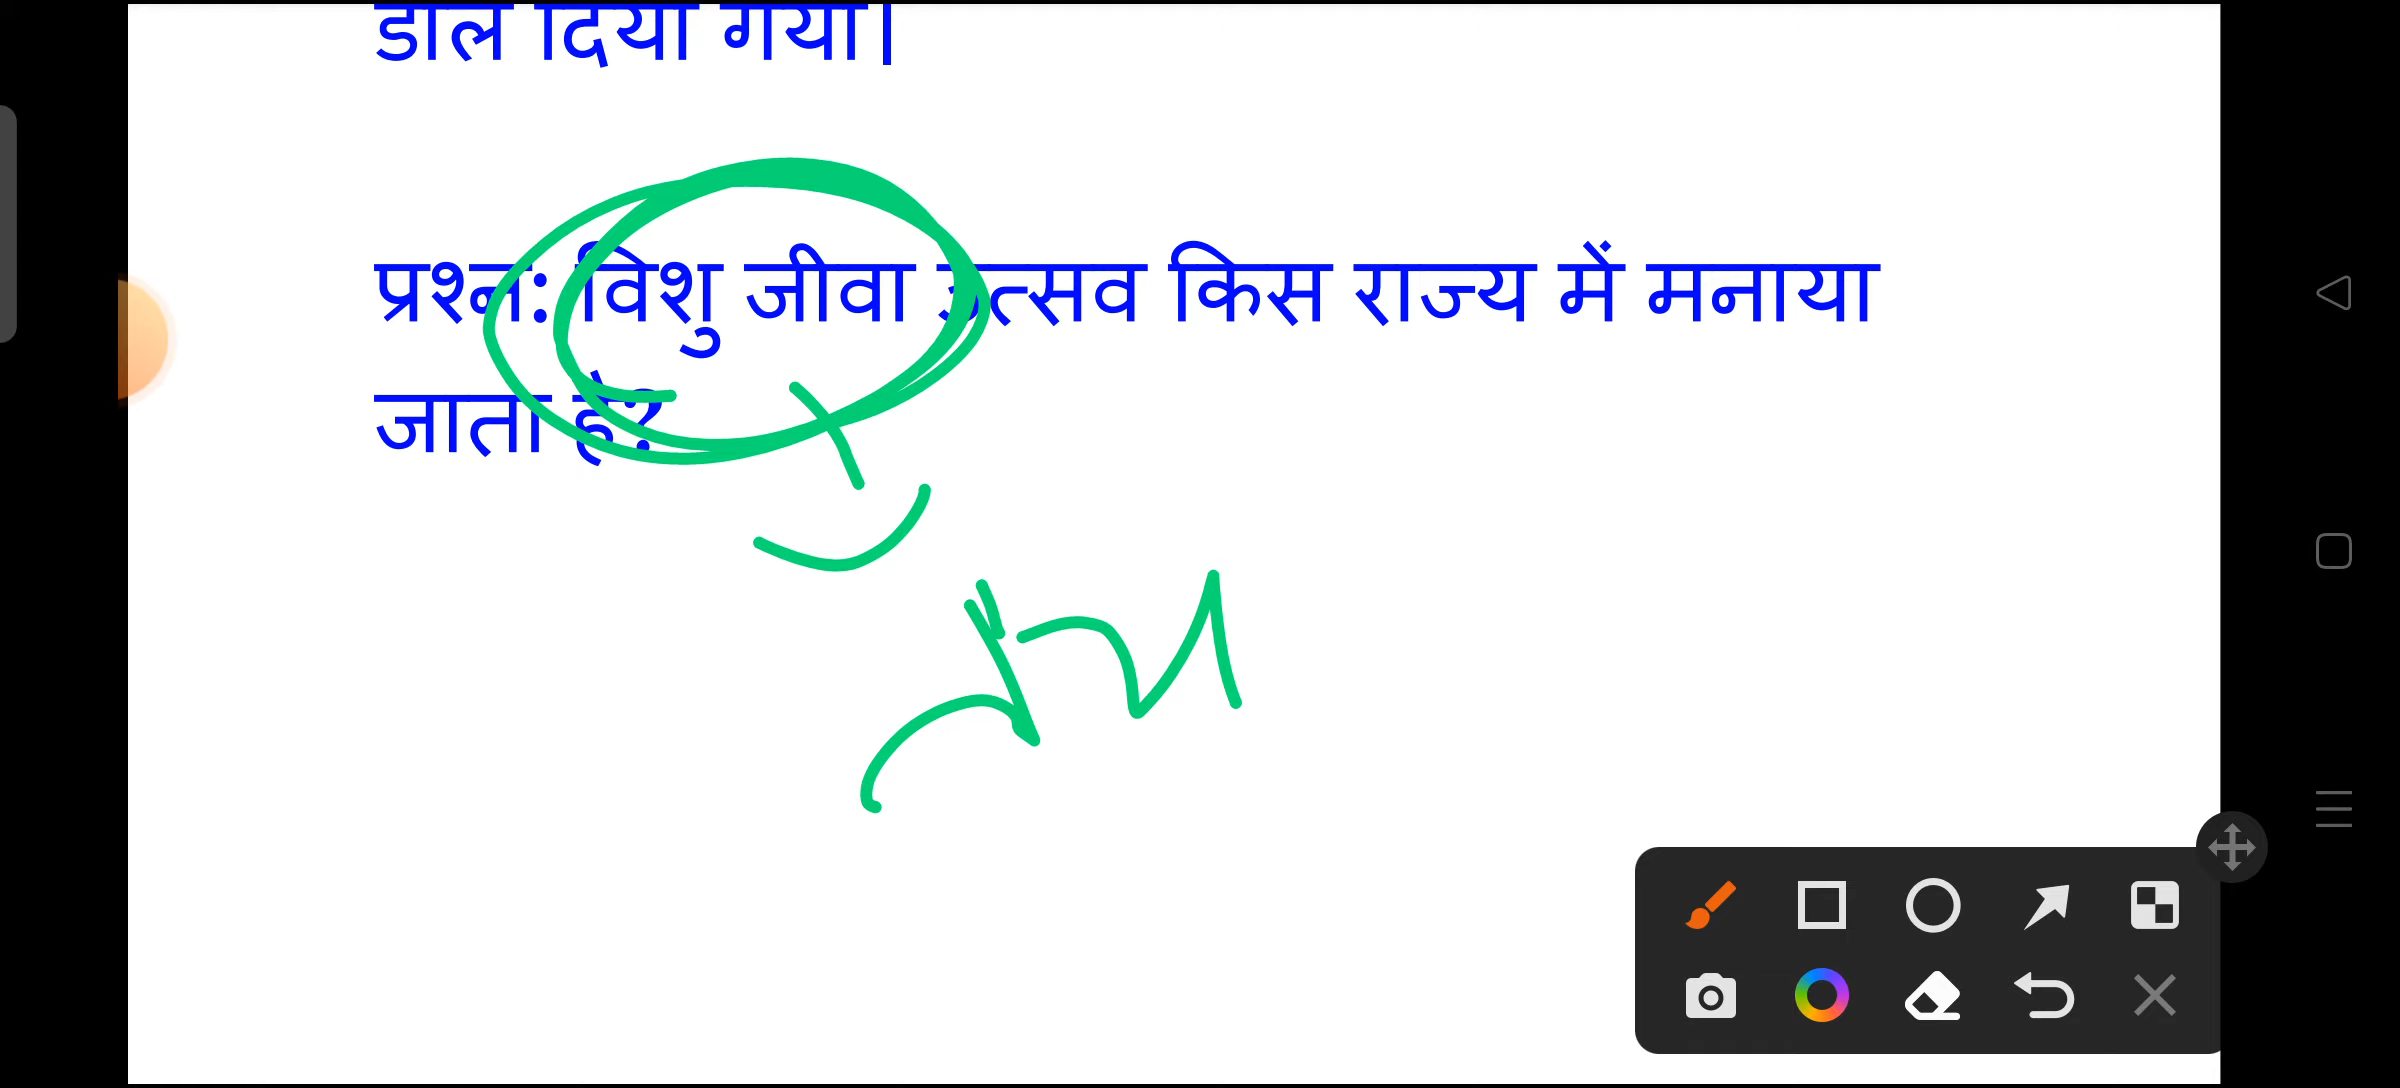 डाल दिया गया।
प्रश्न: विशु जीवा उत्सव किस राज्य में मनाया
जाता है?